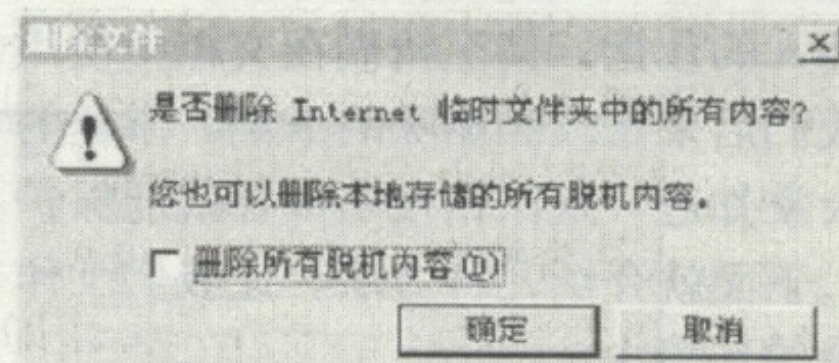 删除文件
是否删除 Internet 临时文件夹中的所有内容?
您也可以删除本地存储的所有脱机内容。
删除所有脱机内容(D)
确定
取消